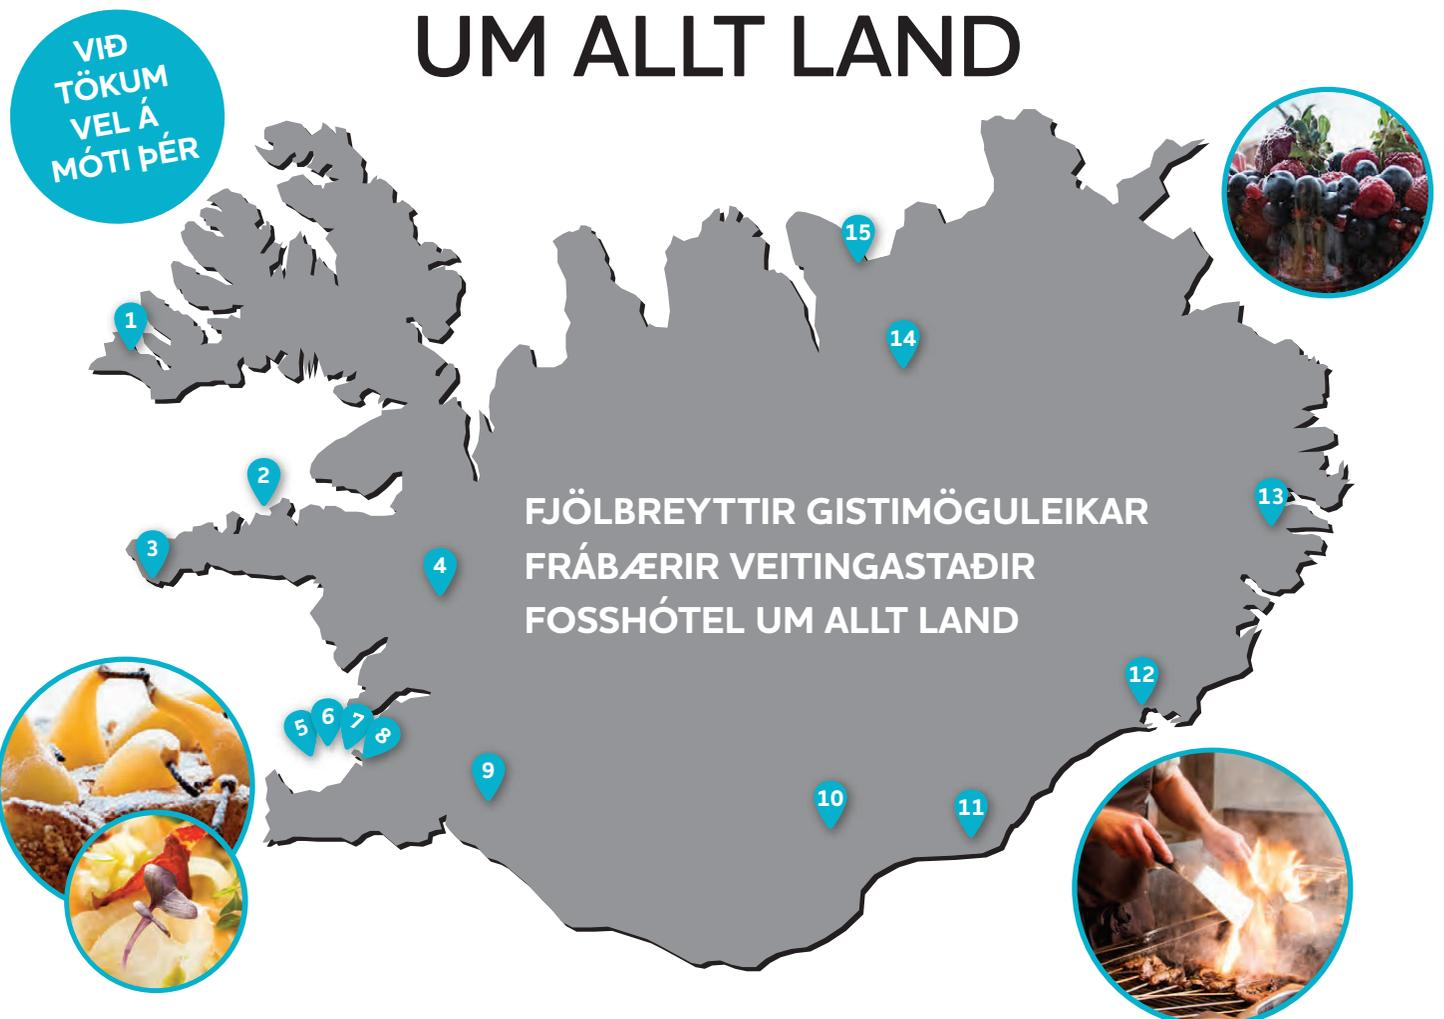 UM ALLT LAND
VIÐ
TÖKUM
VEL Á
MÓTI ÞÉR
15
1
14
2
13
3
4
FJÖLBREYTTIR GISTIMÖGULEIKAR
FRÁBÆRIR VEITINGASTAÐIR
FOSSHÓTEL UM ALLT LAND
12
5
6
7
8
9
10
11